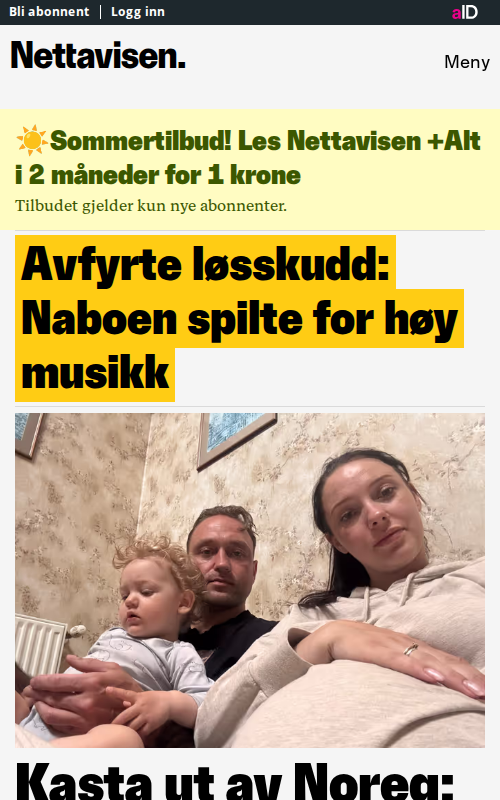 Bli abonnent
Logg inn
aID
Nettavisen.
Meny
☀️Sommertilbud! Les Nettavisen +Alt
i 2 måneder for 1 krone
Tilbudet gjelder kun nye abonnenter.
Avfyrte løsskudd:
Naboen spilte for høy
musikk
Kasta ut av Noreg: